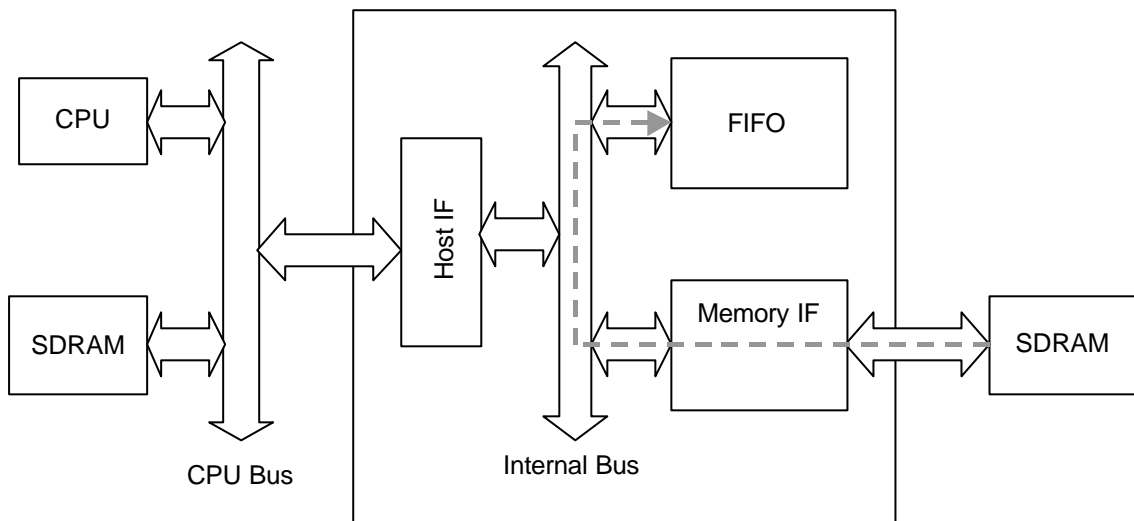 CPU
FIFO
Host IF
Memory IF
SDRAM
SDRAM
CPU Bus
Internal Bus